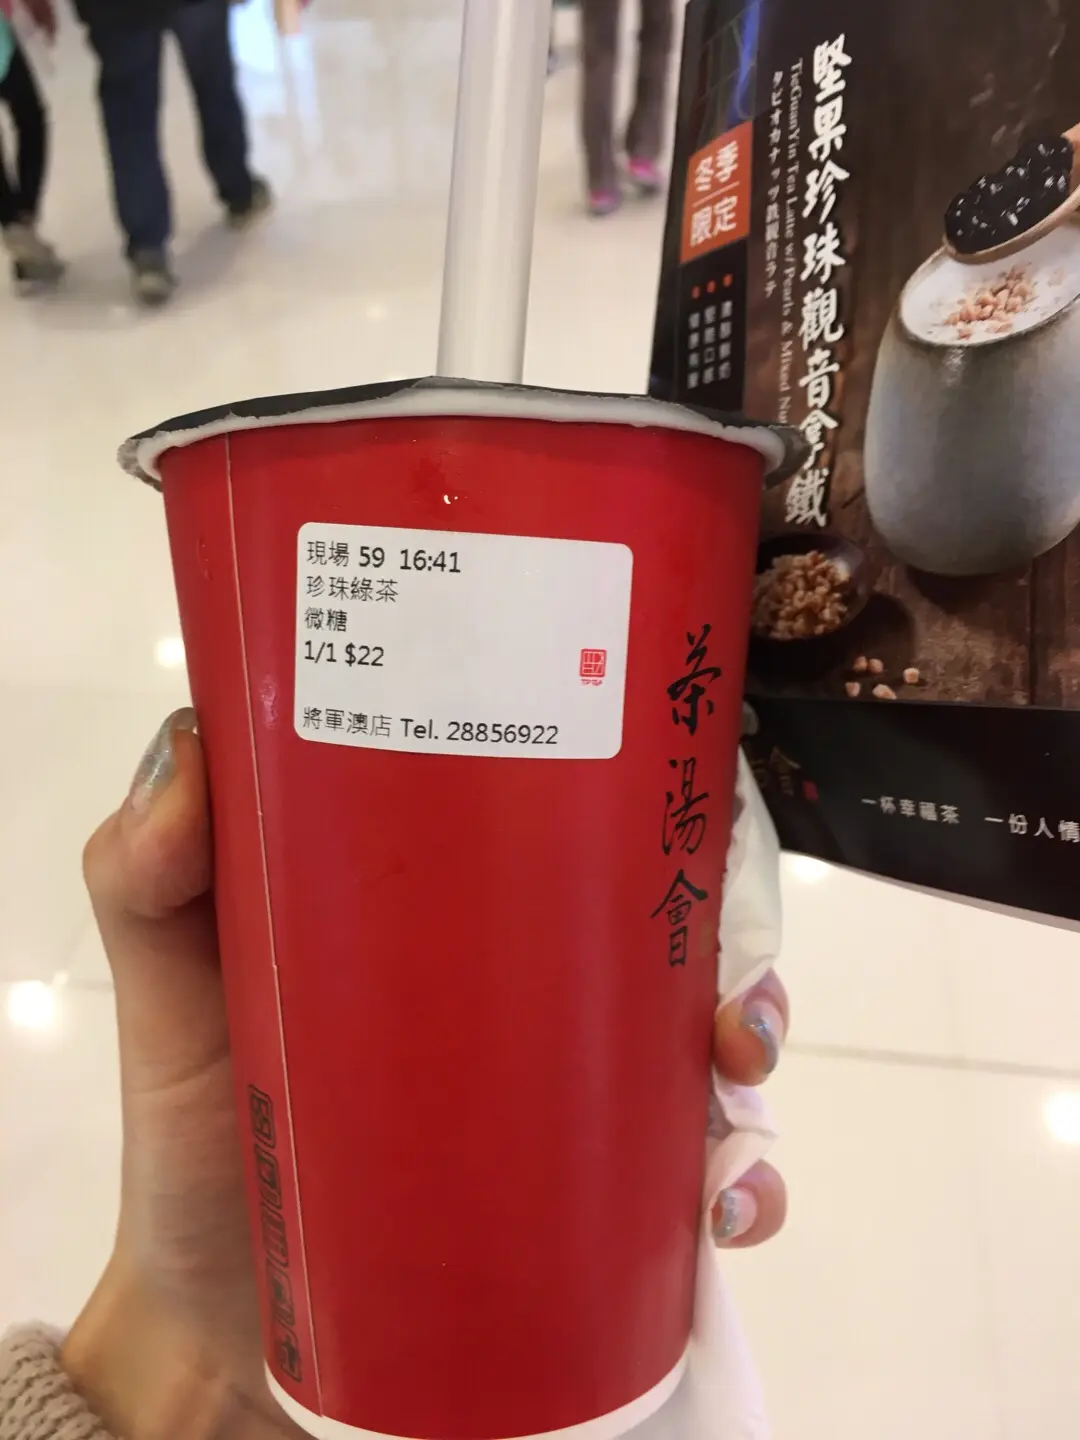 現場 59 16:41
珍珠綠茶
微糖
1/1 $22
將軍澳店 Tel. 28856922
茶湯會
堅果珍珠觀音拿鐵
TieGuanYin Tea Latte w/ Pearls & Mixed Nu
タピオカナッツ鉄観音ラテ
冬季
限定
一杯幸福茶 一份人情